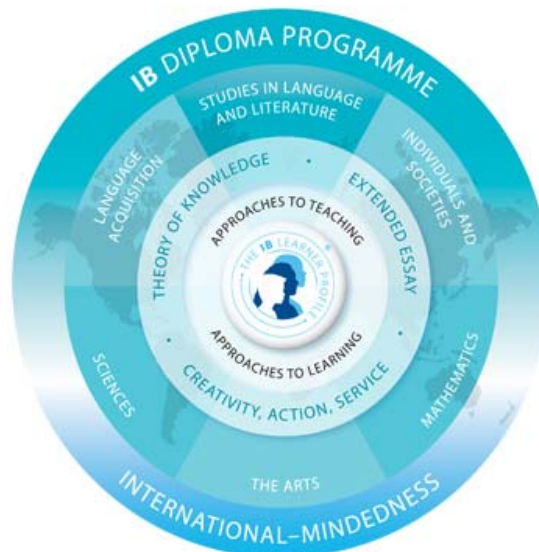 IB DIPLOMA PROGRAMME
STUDIES IN LANGUAGE
AND LITERATURE
LANGUAGE
ACQUISITION
INDIVIDUALS AND
SOCIETIES
THEORY OF KNOWLEDGE
EXTENDED ESSAY
APPROACHES TO TEACHING
THE IB LEARNER PROFILE
®
APPROACHES TO LEARNING
CREATIVITY, ACTION, SERVICE
SCIENCES
MATHEMATICS
THE ARTS
INTERNATIONAL–MINDEDNESS